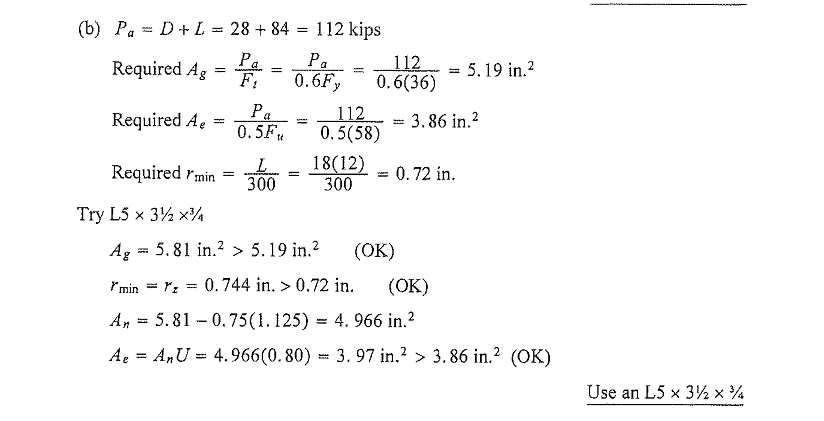 (b) Pₐ = D + L = 28 + 84 = 112 kips
Required A_g = Pₐ/F_t = Pₐ/0.6F_y = 112/0.6(36) = 5.19 in.²
Required A_e = Pₐ/0.5F_u = 112/0.5(58) = 3.86 in.²
Required r_min = L/300 = 18(12)/300 = 0.72 in.
Try L5 × 3½ ×¾
A_g = 5.81 in.² > 5.19 in.² (OK)
r_min = r_z = 0.744 in. > 0.72 in. (OK)
A_n = 5.81 − 0.75(1.125) = 4.966 in.²
A_e = A_nU = 4.966(0.80) = 3.97 in.² > 3.86 in.² (OK)
Use an L5 × 3½ × ¾